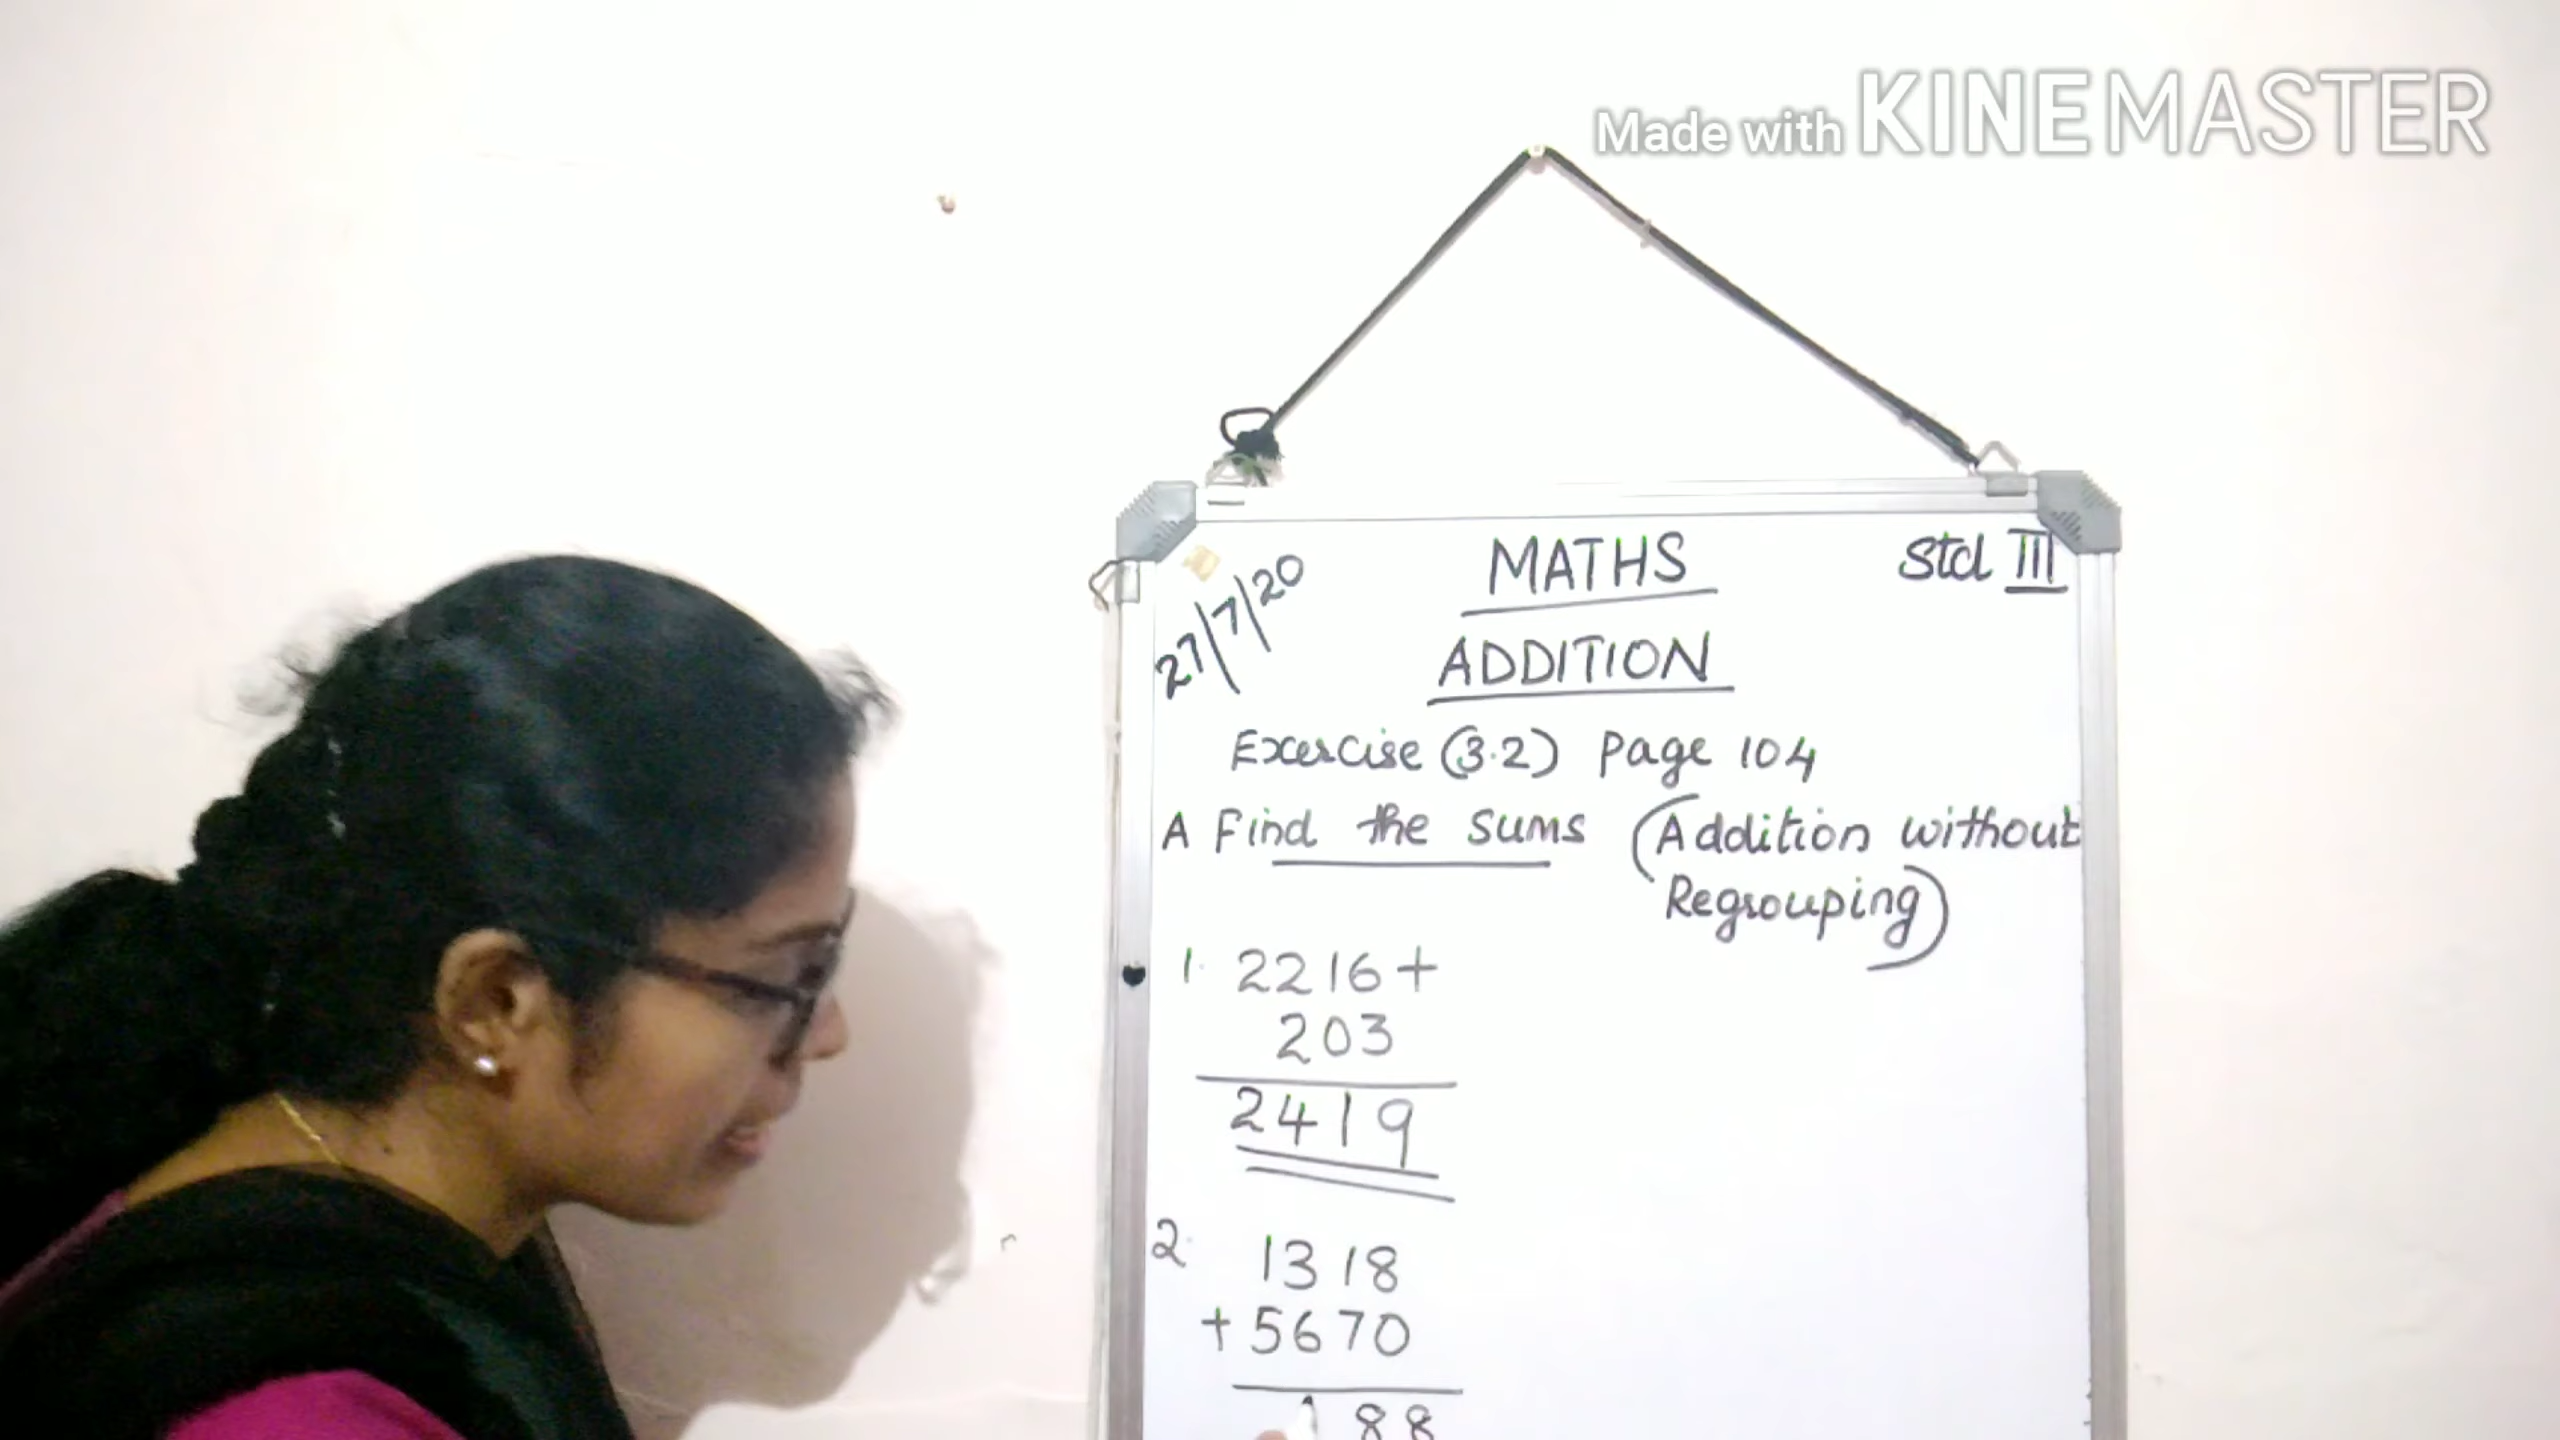 Made with KINEMASTER
27/7/20
MATHS
Std III
ADDITION
Exercise (3.2) Page 104
A Find the sums (Addition without
Regrouping)
1. 2216+
203
2419
2. 1318
+5670
88